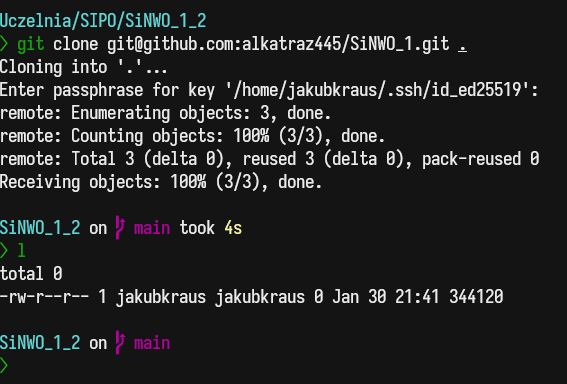 Uczelnia/SIPO/SiNWO_1_2
❯ git clone git@github.com:alkatraz445/SiNWO_1.git .
Cloning into '.'...
Enter passphrase for key '/home/jakubkraus/.ssh/id_ed25519':
remote: Enumerating objects: 3, done.
remote: Counting objects: 100% (3/3), done.
remote: Total 3 (delta 0), reused 3 (delta 0), pack-reused 0
Receiving objects: 100% (3/3), done.
SiNWO_1_2 on main took 4s
❯ l
total 0
-rw-r--r-- 1 jakubkraus jakubkraus 0 Jan 30 21:41 344120
SiNWO_1_2 on main
❯